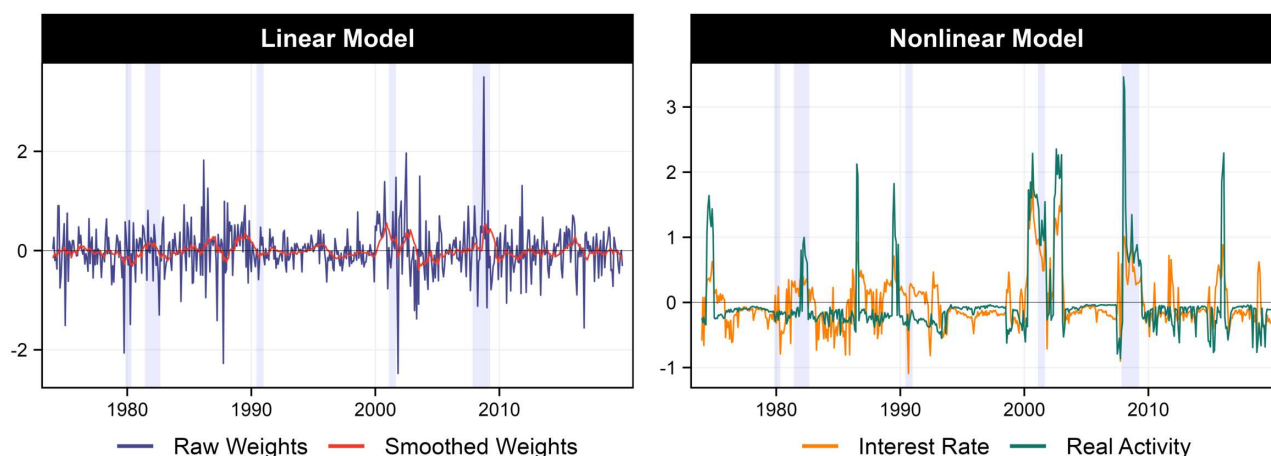 Linear Model
2
0
-2
1980 1990 2000 2010
Raw Weights Smoothed Weights
Nonlinear Model
3
2
1
0
-1
1980 1990 2000 2010
Interest Rate Real Activity